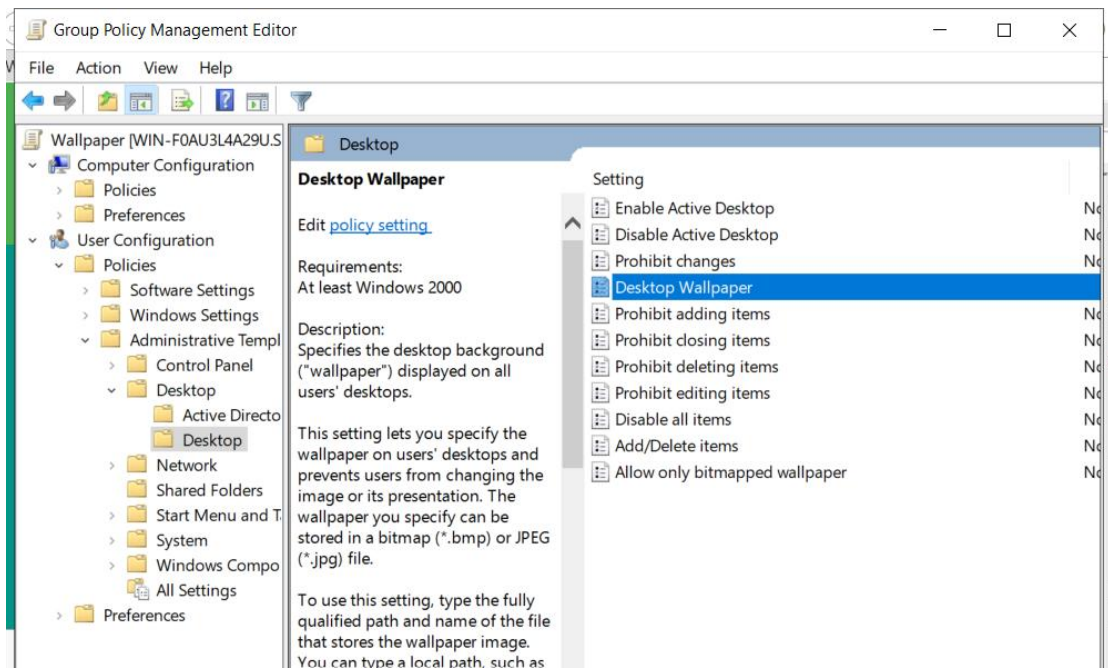 Group Policy Management Editor
File Action View Help
Wallpaper [WIN-F0AU3L4A29U.S
Computer Configuration
Policies
Preferences
User Configuration
Policies
Software Settings
Windows Settings
Administrative Templ
Control Panel
Desktop
Active Directo
Desktop
Network
Shared Folders
Start Menu and T
System
Windows Compo
All Settings
Preferences
Desktop
Desktop Wallpaper
Edit policy setting
Requirements:
At least Windows 2000
Description:
Specifies the desktop background
("wallpaper") displayed on all
users' desktops.
This setting lets you specify the
wallpaper on users' desktops and
prevents users from changing the
image or its presentation. The
wallpaper you specify can be
stored in a bitmap (*.bmp) or JPEG
(*.jpg) file.
To use this setting, type the fully
qualified path and name of the file
that stores the wallpaper image.
You can type a local path, such as
Setting
Enable Active Desktop
Disable Active Desktop
Prohibit changes
Desktop Wallpaper
Prohibit adding items
Prohibit closing items
Prohibit deleting items
Prohibit editing items
Disable all items
Add/Delete items
Allow only bitmapped wallpaper